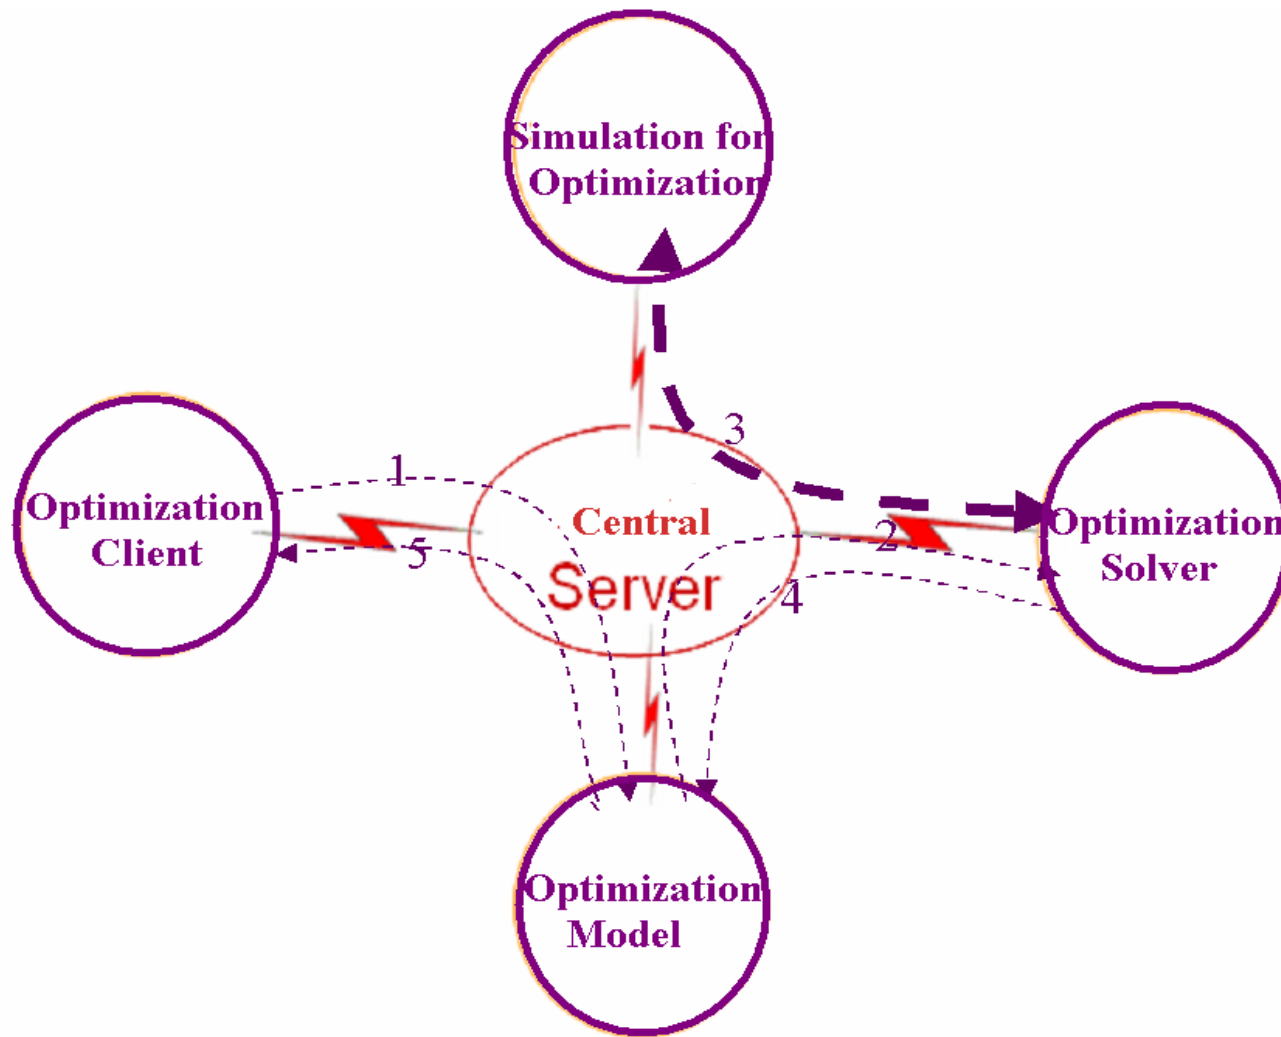 Simulation for
Optimization
3
1
Optimization
Client
5
Central
Server
2
4
Optimization
Solver
Optimization
Model